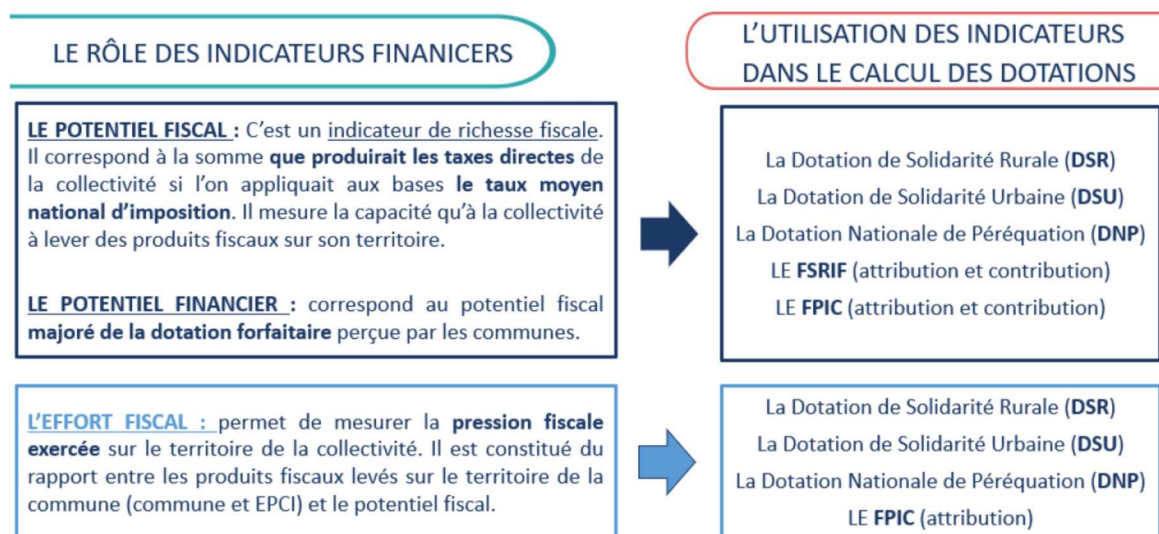 LE RÔLE DES INDICATEURS FINANICERS
L'UTILISATION DES INDICATEURS
DANS LE CALCUL DES DOTATIONS
LE POTENTIEL FISCAL : C'est un indicateur de richesse fiscale.
Il correspond à la somme que produirait les taxes directes de
la collectivité si l'on appliquait aux bases le taux moyen
national d'imposition. Il mesure la capacité qu'à la collectivité
à lever des produits fiscaux sur son territoire.
LE POTENTIEL FINANCIER : correspond au potentiel fiscal
majoré de la dotation forfaitaire perçue par les communes.
La Dotation de Solidarité Rurale (DSR)
La Dotation de Solidarité Urbaine (DSU)
La Dotation Nationale de Péréquation (DNP)
LE FSRIF (attribution et contribution)
LE FPIC (attribution et contribution)
L'EFFORT FISCAL : permet de mesurer la pression fiscale
exercée sur le territoire de la collectivité. Il est constitué du
rapport entre les produits fiscaux levés sur le territoire de la
commune (commune et EPCI) et le potentiel fiscal.
La Dotation de Solidarité Rurale (DSR)
La Dotation de Solidarité Urbaine (DSU)
La Dotation Nationale de Péréquation (DNP)
LE FPIC (attribution)